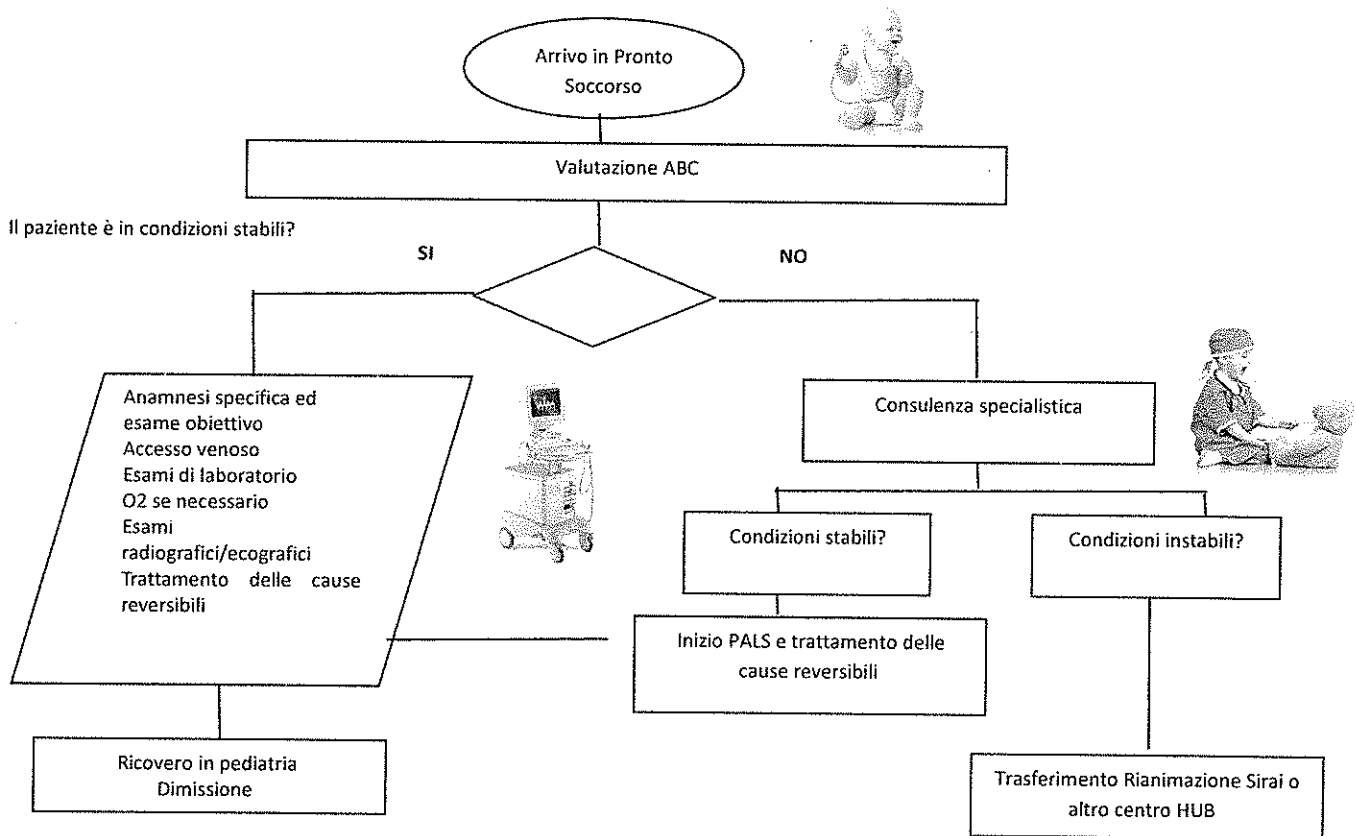 Arrivo in Pronto
Soccorso
Valutazione ABC
Il paziente è in condizioni stabili?
SI
NO
Anamnesi specifica ed
esame obiettivo
Accesso venoso
Esami di laboratorio
O2 se necessario
Esami
radiografici/ecografici
Trattamento delle cause
reversibili
Consulenza specialistica
Condizioni stabili?
Condizioni instabili?
Inizio PALS e trattamento delle
cause reversibili
Ricovero in pediatria
Dimissione
Trasferimento Rianimazione Sirai o
altro centro HUB